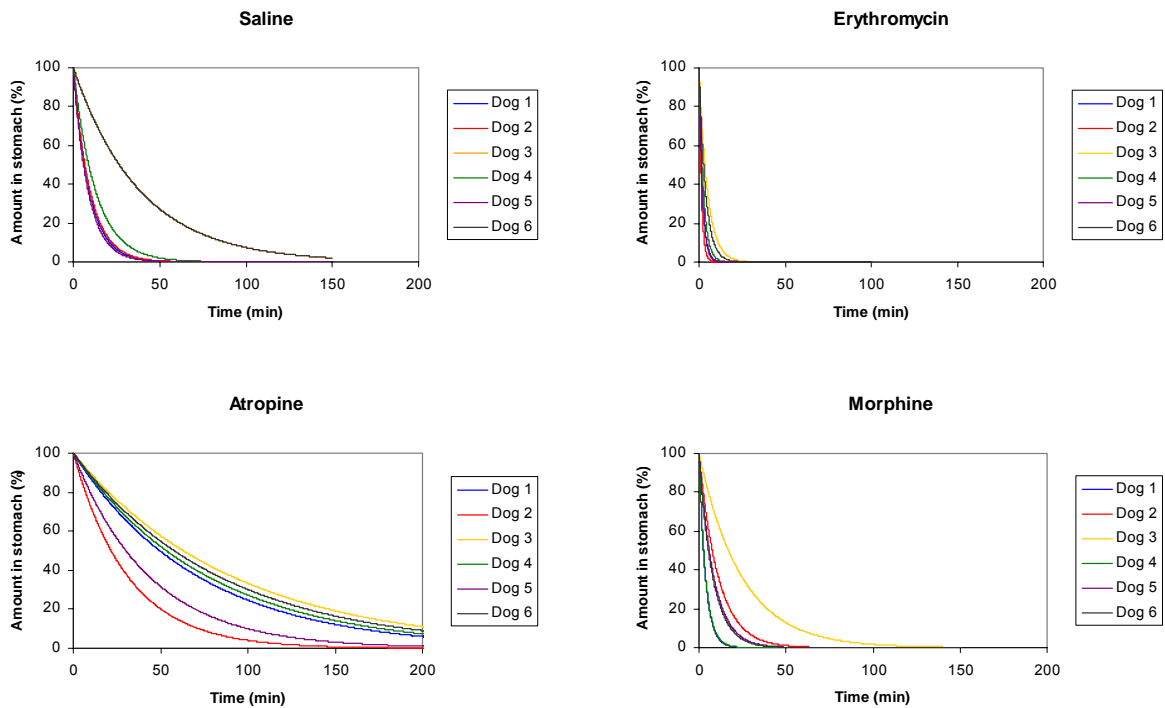 Saline
Amount in stomach (%)
100
80
60
40
20
0
0 50 100 150 200
Time (min)
Dog 1
Dog 2
Dog 3
Dog 4
Dog 5
Dog 6
Erythromycin
Amount in stomach (%)
100
80
60
40
20
0
0 50 100 150 200
Time (min)
Dog 1
Dog 2
Dog 3
Dog 4
Dog 5
Dog 6
Atropine
Amount in stomach (%)
100
80
60
40
20
0
0 50 100 150 200
Time (min)
Dog 1
Dog 2
Dog 3
Dog 4
Dog 5
Dog 6
Morphine
Amount in stomach (%)
100
80
60
40
20
0
0 50 100 150 200
Time (min)
Dog 1
Dog 2
Dog 3
Dog 4
Dog 5
Dog 6